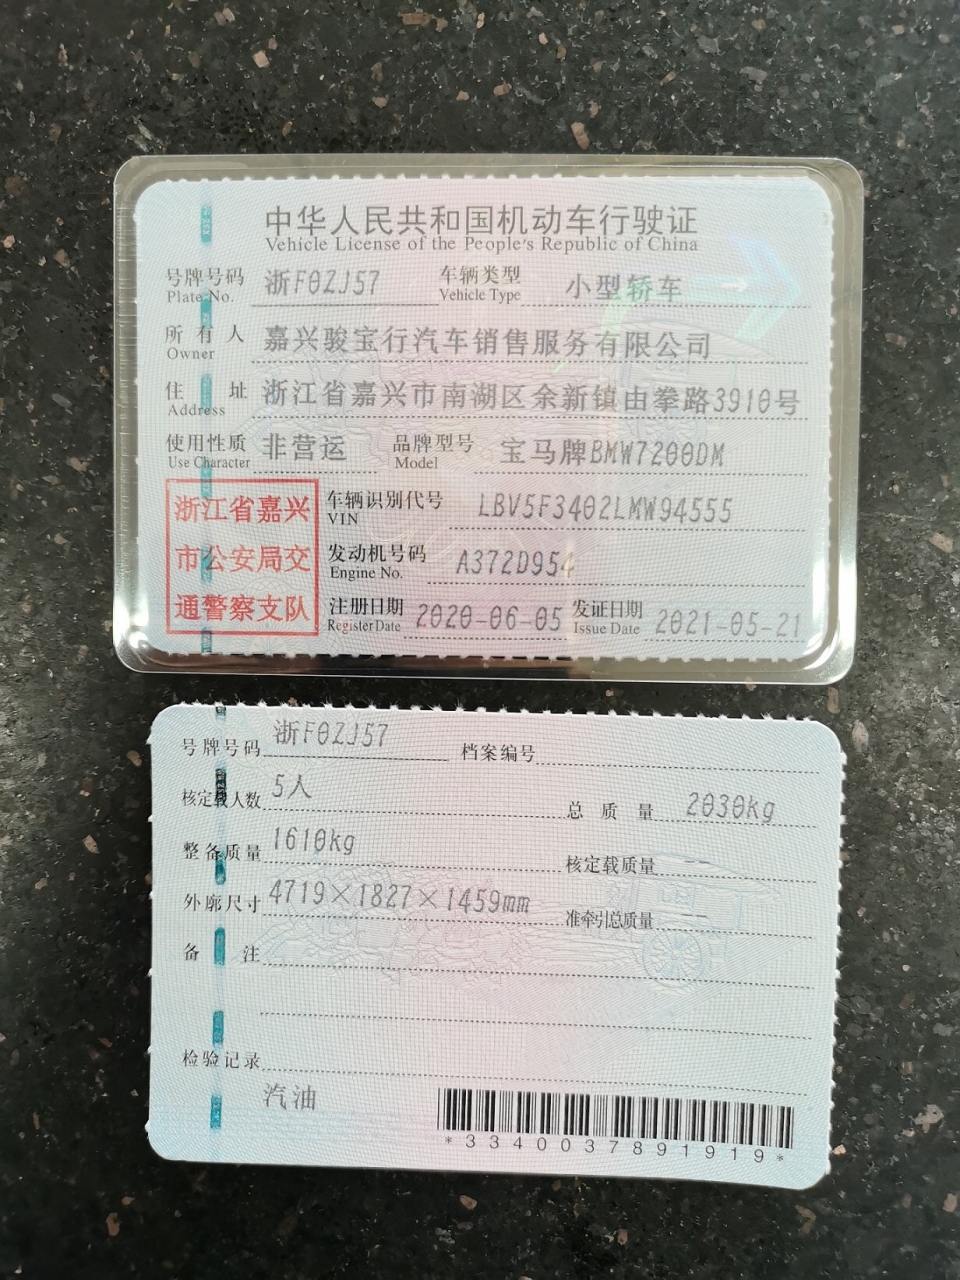 中华人民共和国机动车行驶证
Vehicle License of the People's Republic of China
号牌号码 浙F0ZJ57 车辆类型 小型轿车
Plate No. Vehicle Type
所有人 嘉兴骏宝行汽车销售服务有限公司
Owner
住址 浙江省嘉兴市南湖区余新镇由拳路3910号
Address
使用性质 非营运 品牌型号 宝马牌BMW7200DM
Use Character Model
浙江省嘉兴
市公安局交
通警察支队
车辆识别代号 LBV5F3402LMW94555
VIN
发动机号码 A372D954
Engine No.
注册日期 2020-06-05 发证日期 2021-05-21
Register Date Issue Date
号牌号码 浙F0ZJ57 档案编号
核定载人数 5人 总质量 2030kg
整备质量 1610kg 核定载质量 --
外廓尺寸 4719×1827×1459mm 准牵引总质量 --
备注
检验记录
汽油
*3340037891919*